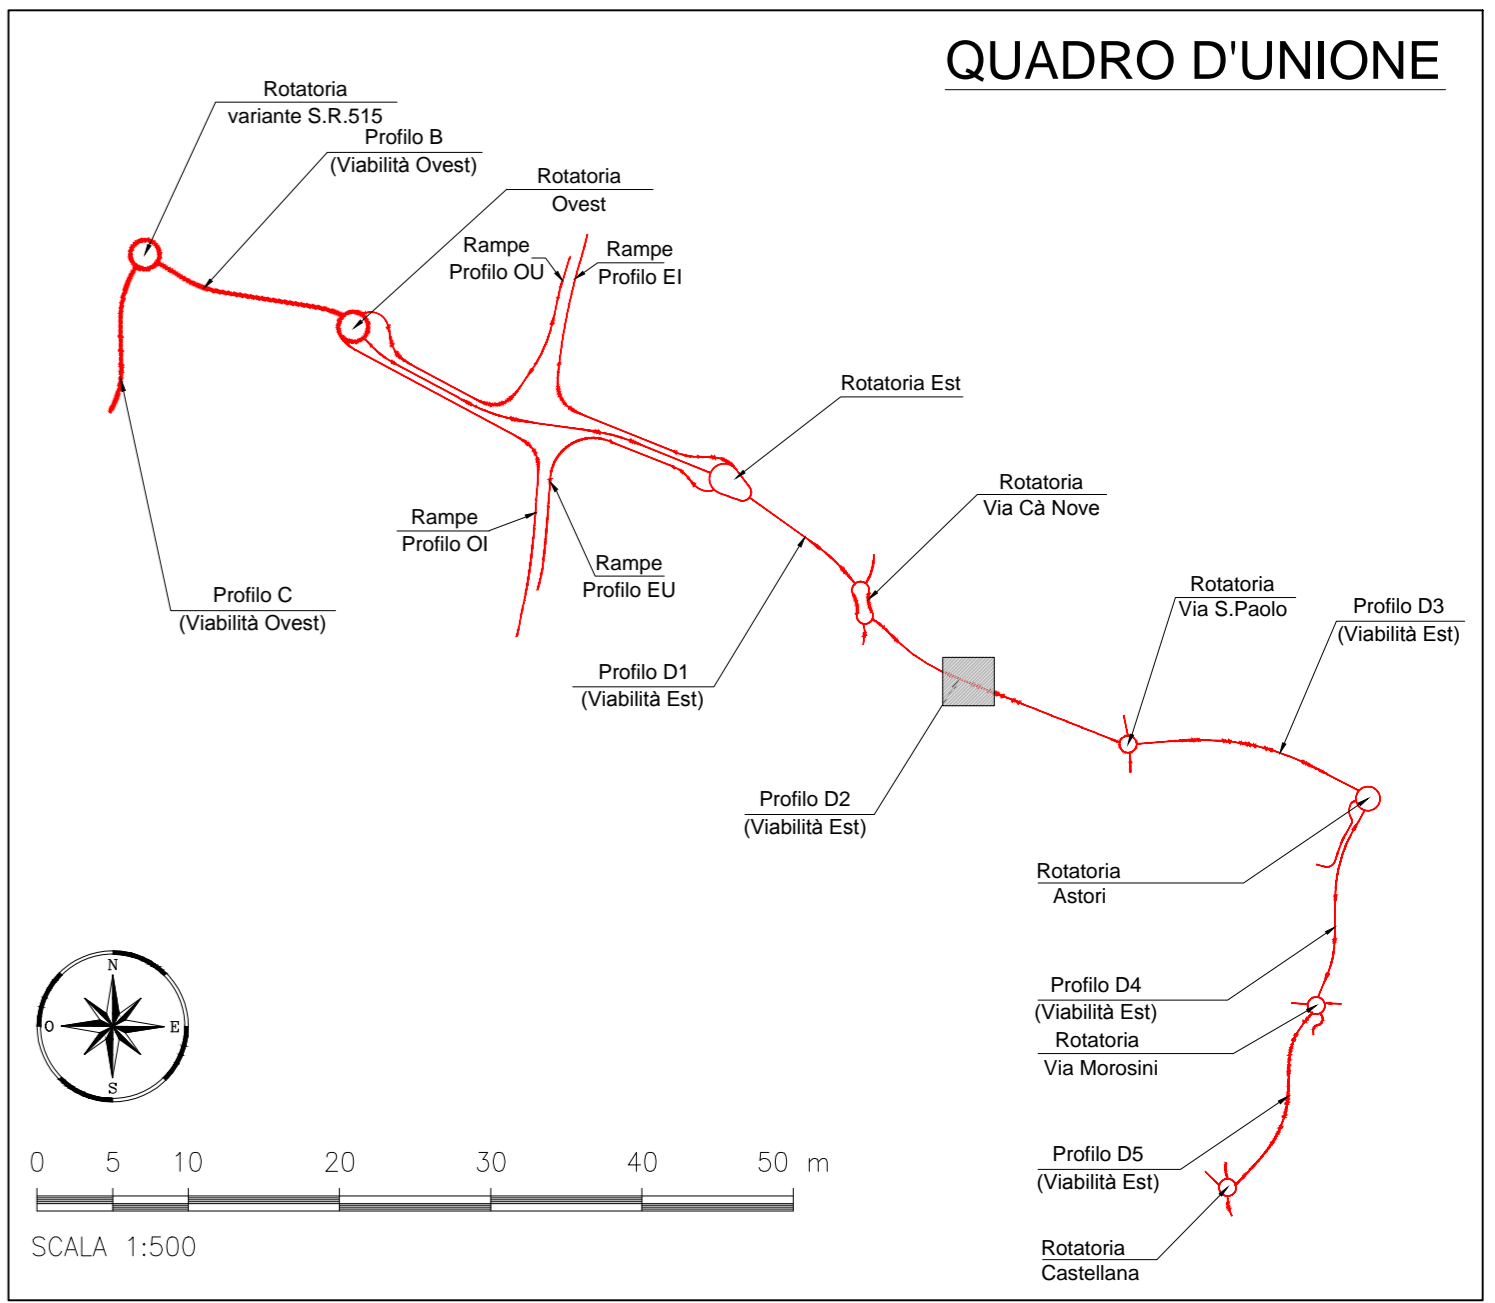 QUADRO D'UNIONE
Rotatoria
variante S.R.515
Profilo B
(Viabilità Ovest)
Rotatoria
Ovest
Rampe
Profilo OU
Rampe
Profilo EI
Rotatoria Est
Rotatoria
Via Cà Nove
Rampe
Profilo OI
Rampe
Profilo EU
Profilo C
(Viabilità Ovest)
Rotatoria
Via S.Paolo
Profilo D3
(Viabilità Est)
Profilo D1
(Viabilità Est)
Profilo D2
(Viabilità Est)
Rotatoria
Astori
Profilo D4
(Viabilità Est)
Rotatoria
Via Morosini
Profilo D5
(Viabilità Est)
Rotatoria
Castellana
N
O E
S
0 5 10 20 30 40 50 m
SCALA 1:500